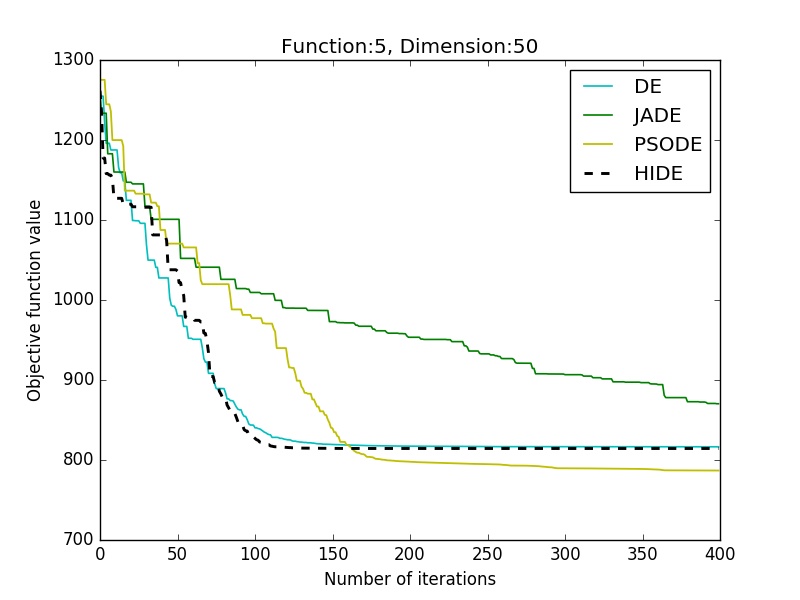 Function:5, Dimension:50
1300
1200
1100
1000
900
800
700
Objective function value
DE
JADE
PSODE
HIDE
0 50 100 150 200 250 300 350 400
Number of iterations